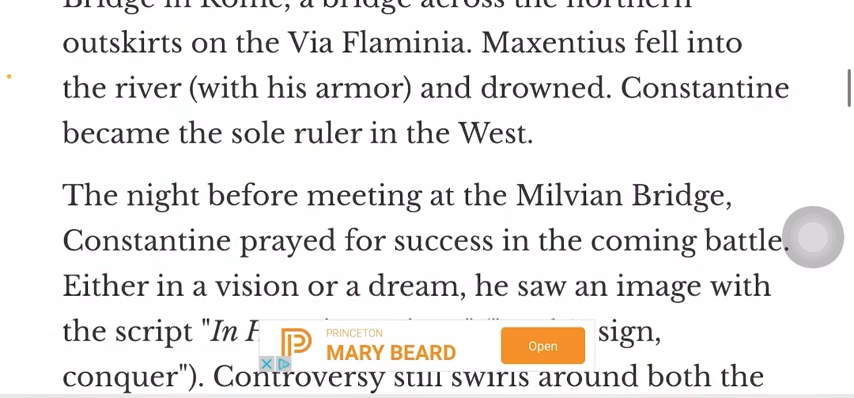 outskirts on the Via Flaminia. Maxentius fell into
the river (with his armor) and drowned. Constantine
became the sole ruler in the West.
The night before meeting at the Milvian Bridge,
Constantine prayed for success in the coming battle.
Either in a vision or a dream, he saw an image with
the script "In sign,
PRINCETON
MARY BEARD
Open
conquer"). Controversy still swirls around both the